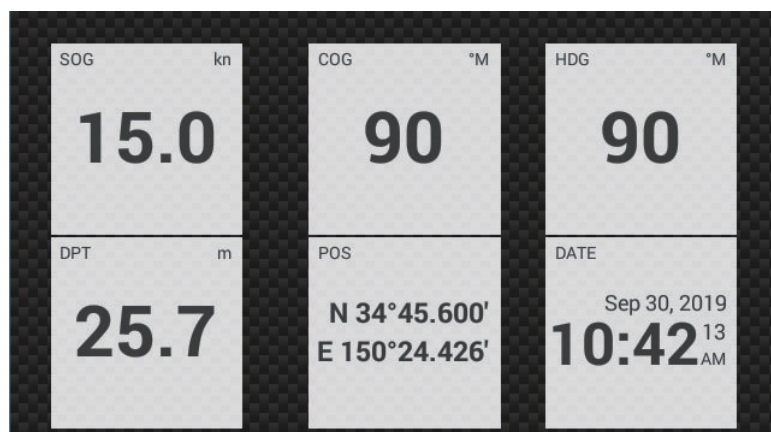 SOG kn
15.0
COG °M
90
HDG °M
90
DPT m
25.7
POS
N 34°45.600'
E 150°24.426'
DATE
Sep 30, 2019
10:42 13
AM